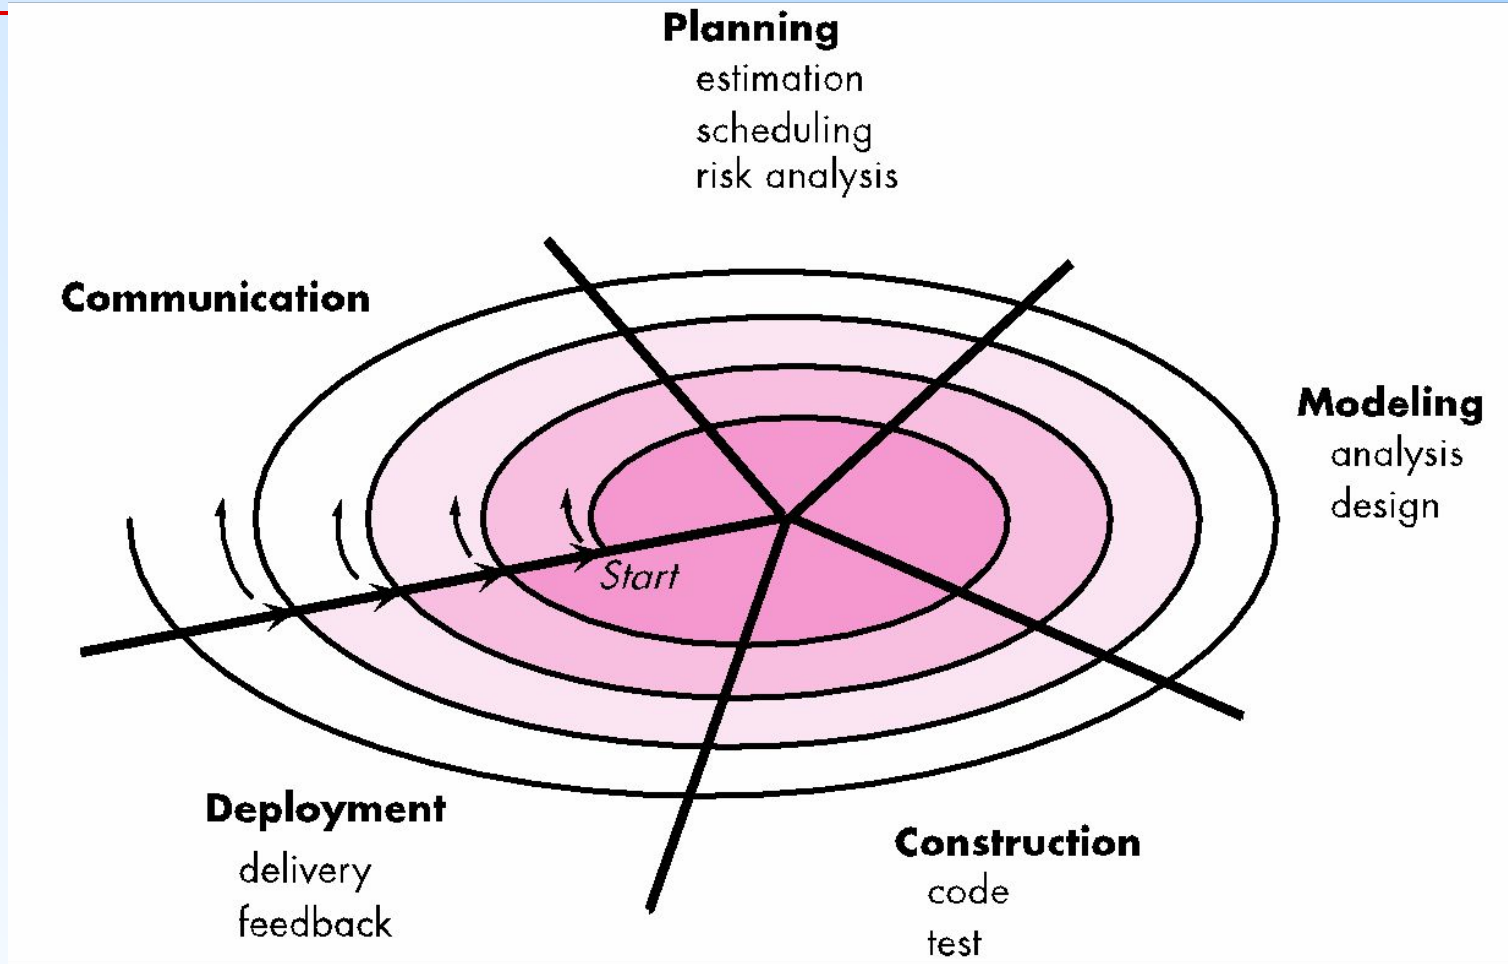 Planning
estimation
scheduling
risk analysis
Communication
Modeling
analysis
design
Start
Deployment
delivery
feedback
Construction
code
test